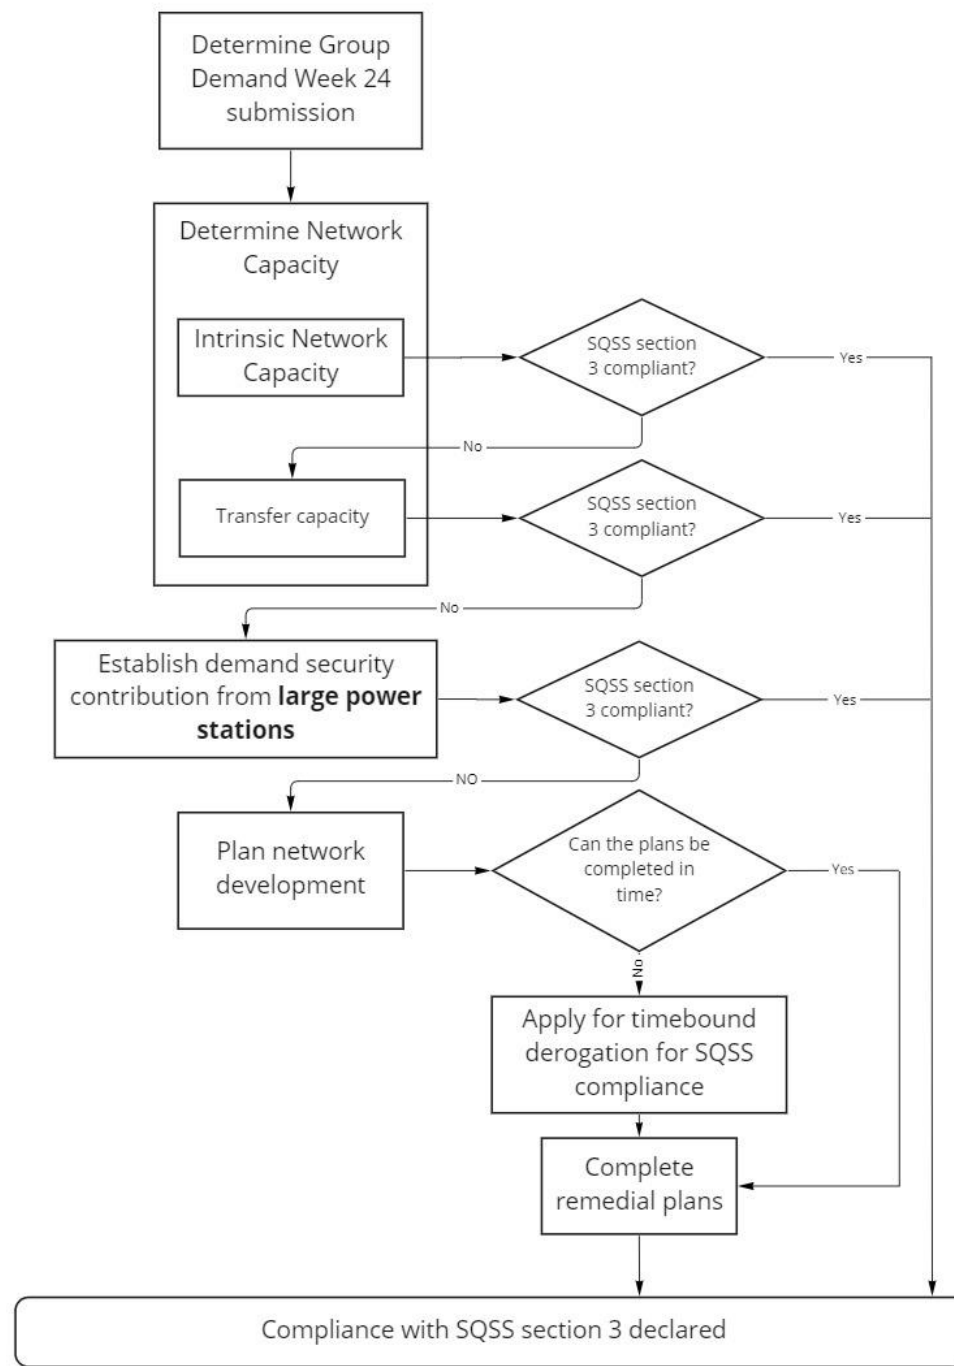 Determine Group
Demand Week 24
submission
Determine Network
Capacity
Intrinsic Network
Capacity
SQSS section
3 compliant?
Yes
No
Transfer capacity
SQSS section
3 compliant?
Yes
No
Establish demand security
contribution from large power
stations
SQSS section
3 compliant?
Yes
NO
Plan network
development
Can the plans be
completed in
time?
Yes
No
Apply for timebound
derogation for SQSS
compliance
Complete
remedial plans
Compliance with SQSS section 3 declared